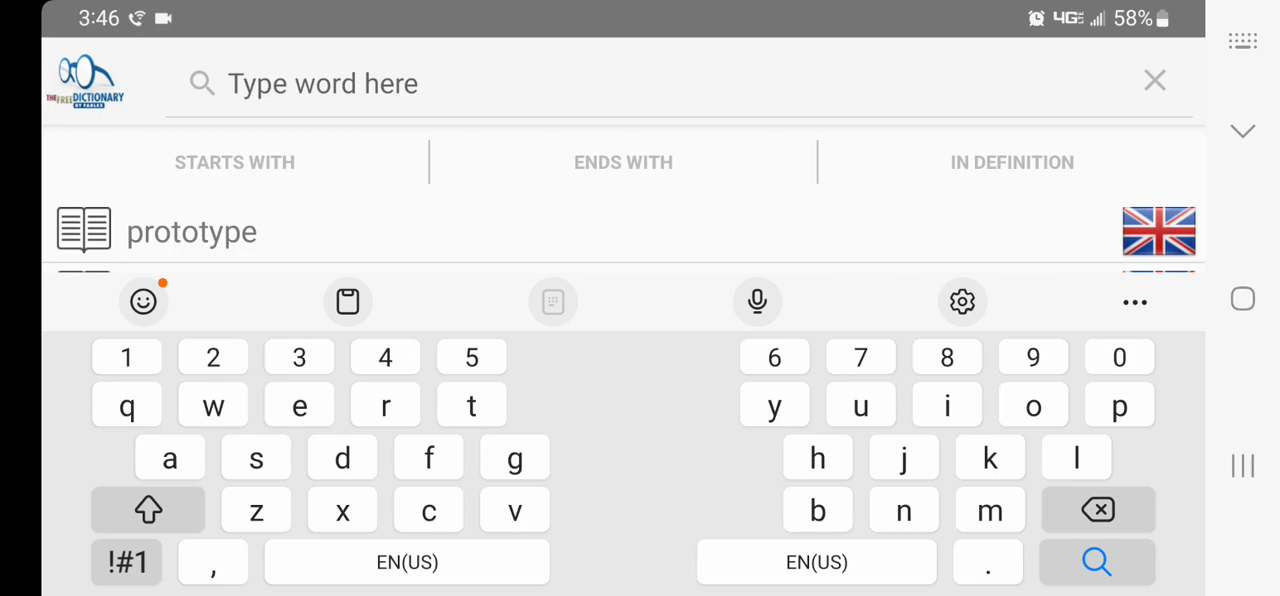 3:46 4G LTE 58%
THE FREE DICTIONARY
BY FARLEX
Type word here
STARTS WITH ENDS WITH IN DEFINITION
prototype
1 2 3 4 5 6 7 8 9 0
q w e r t y u i o p
a s d f g h j k l
z x c v b n m
!#1 , EN(US) EN(US) .